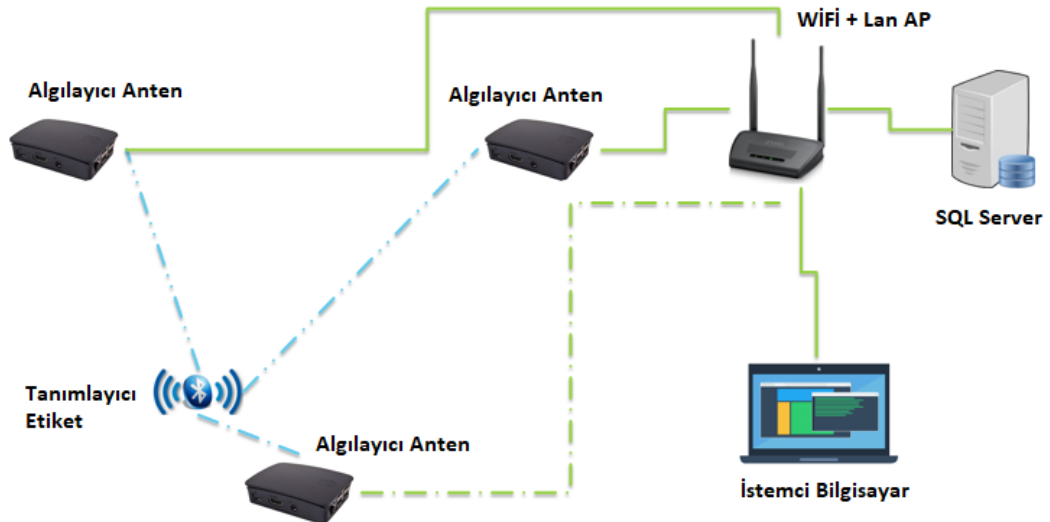 WİFİ + Lan AP
Algılayıcı Anten
Algılayıcı Anten
SQL Server
Tanımlayıcı
Etiket
Algılayıcı Anten
İstemci Bilgisayar